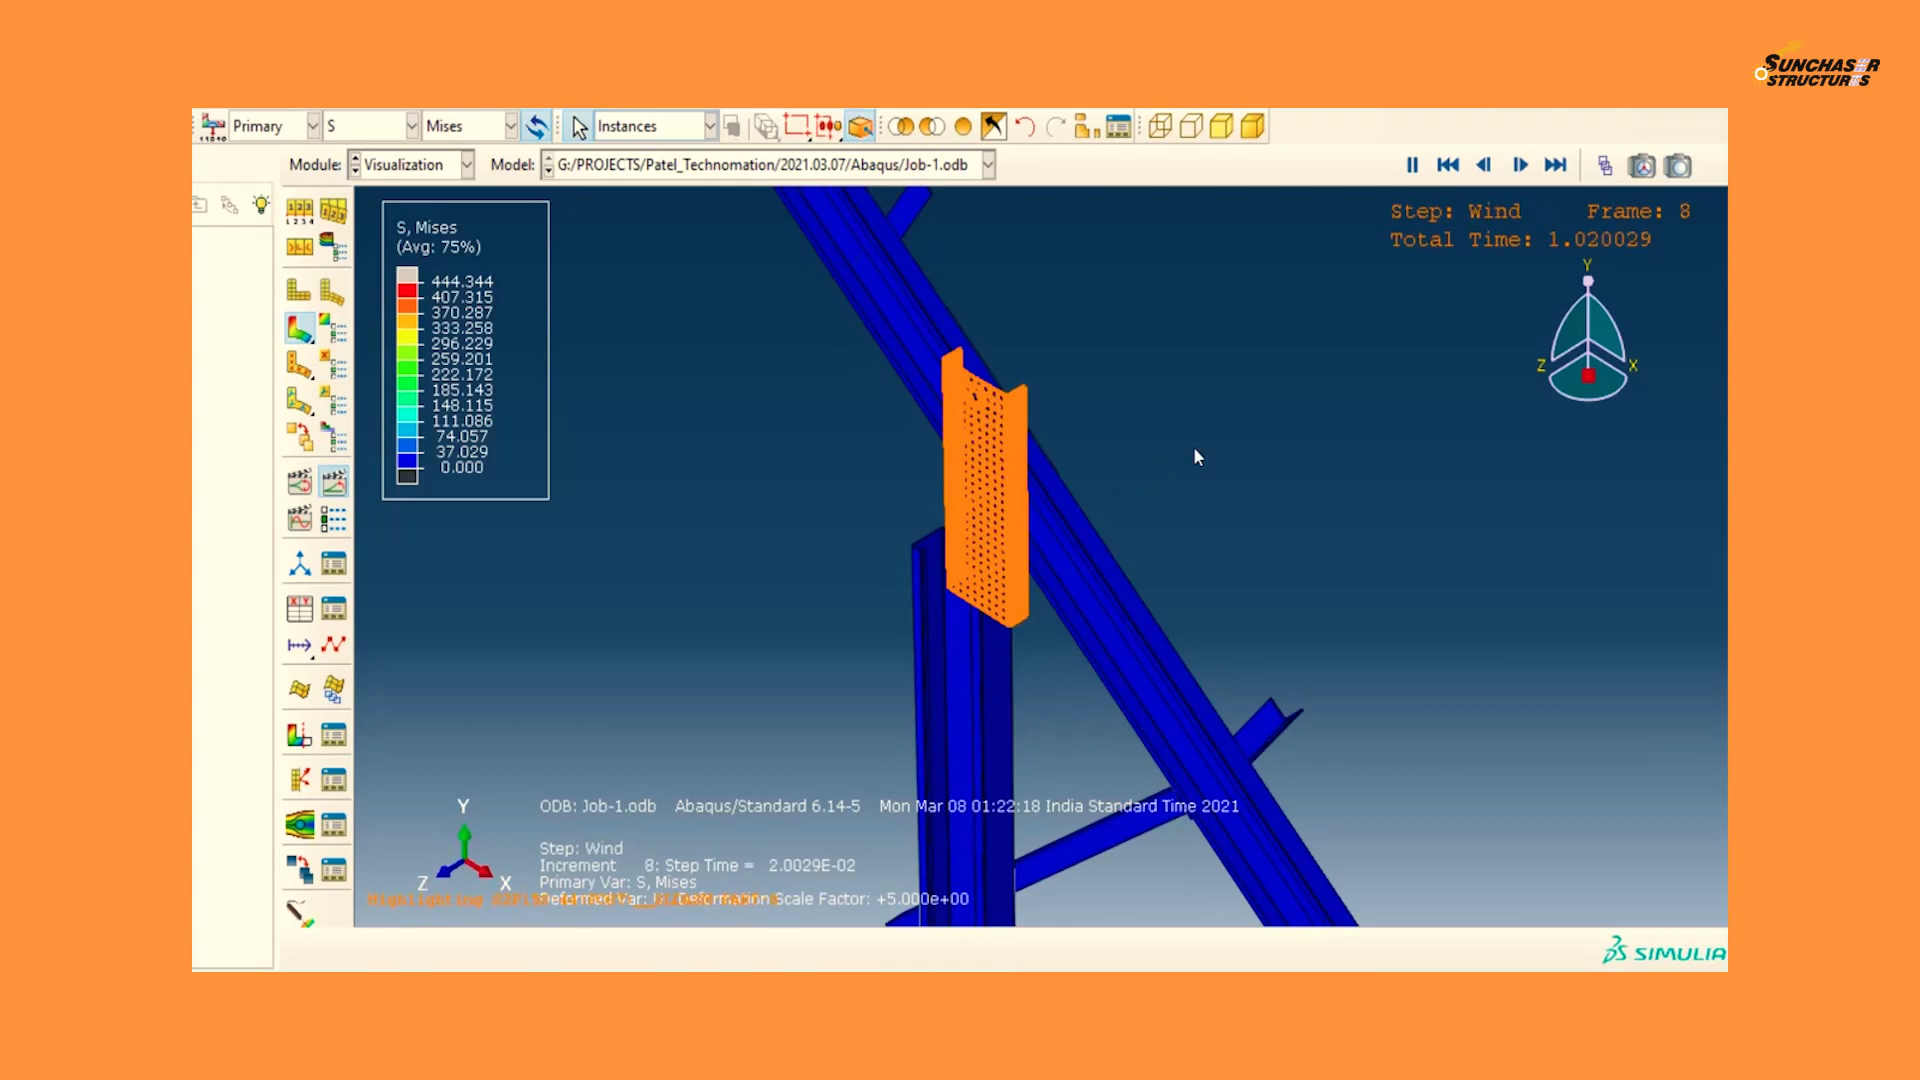 SUNCHASER
STRUCTURES
Primary
S
Mises
Instances
Module: Visualization
Model: G:/PROJECTS/Patel_Technomation/2021.03.07/Abaqus/Job-1.odb
S, Mises
(Avg: 75%)
444.344
407.315
370.287
333.258
296.229
259.201
222.172
185.143
148.115
111.086
74.057
37.029
0.000
Step: Wind Frame: 8
Total Time: 1.020029
Y
Z
X
Y
Z
X
ODB: Job-1.odb Abaqus/Standard 6.14-5 Mon Mar 08 01:22:18 India Standard Time 2021
Step: Wind
Increment 8: Step Time = 2.0029E-02
Primary Var: S, Mises
Deformed Var: U Deformation Scale Factor: +5.000e+00
Highlighting
SIMULIA